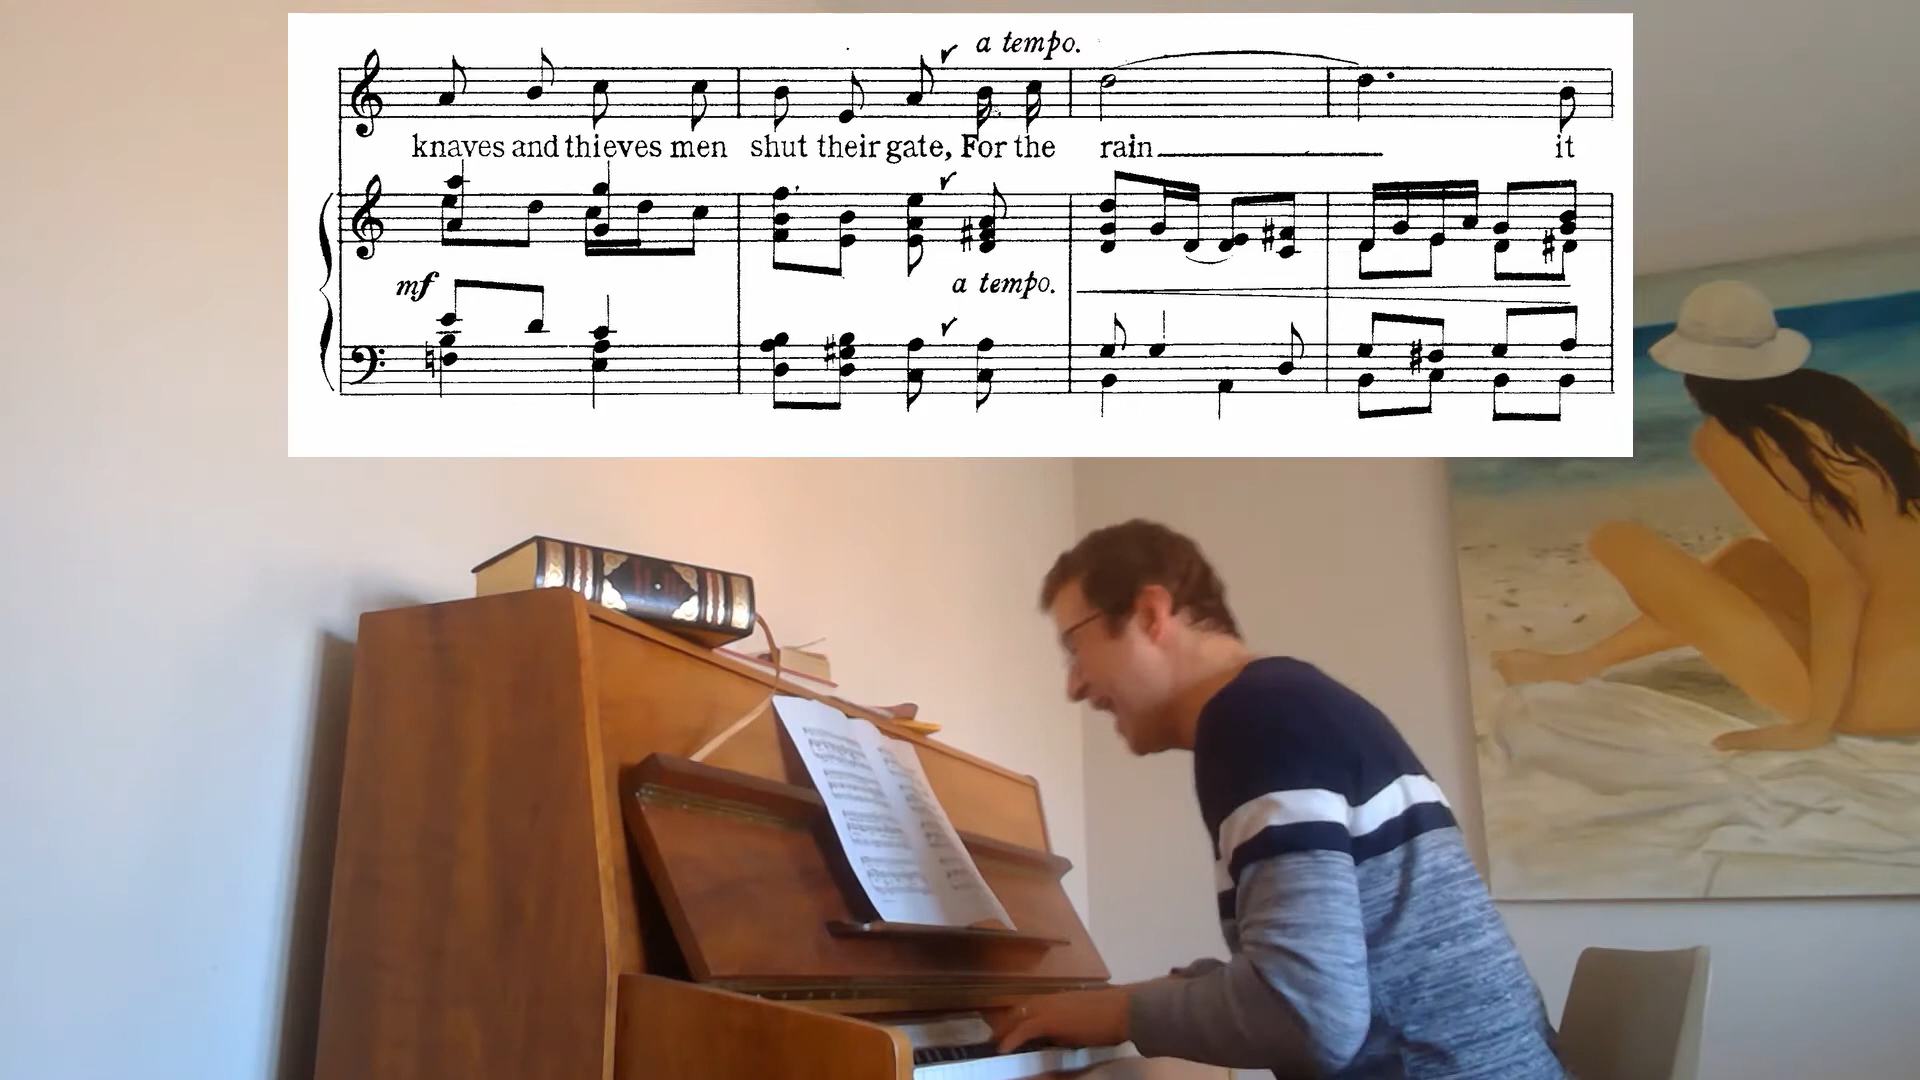 a tempo.
knaves and thieves men shut their gate, For the rain it
mf
a tempo.